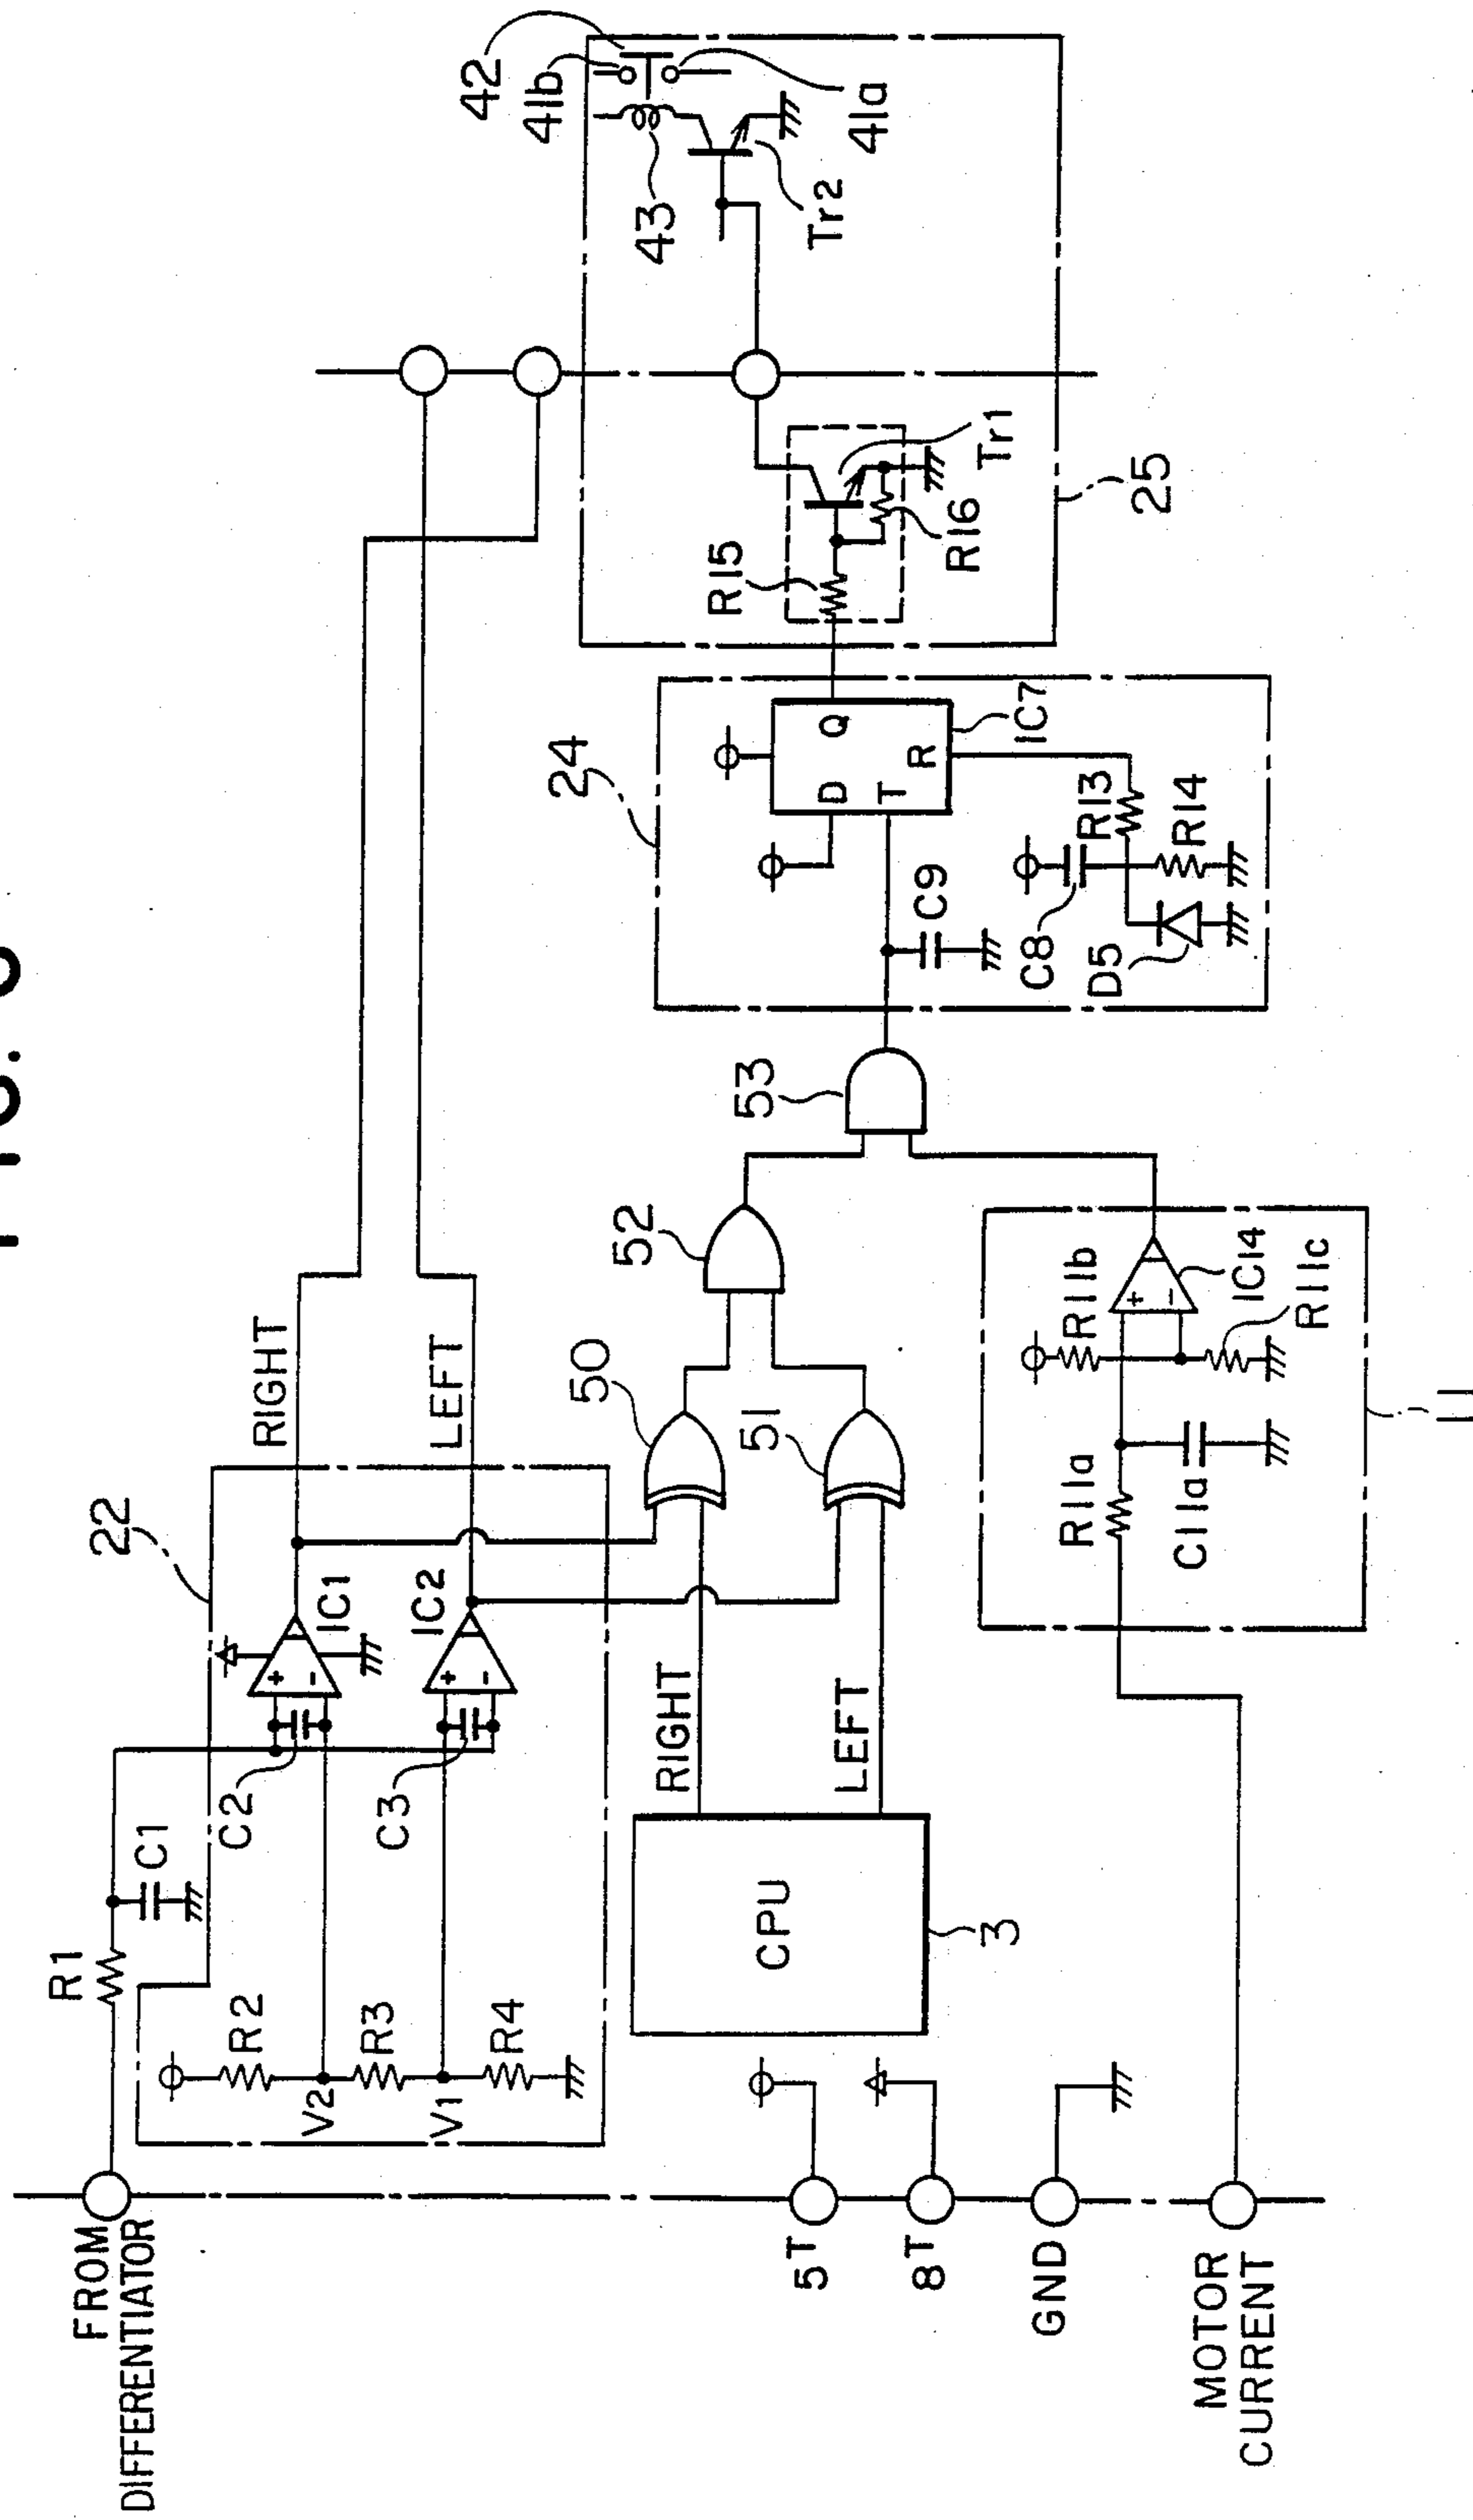 FROM
DIFFERENTIATOR
R1
C1
22
R2
V2
R3
V1
R4
C2
C3
IC1
IC2
+
-
+
-
RIGHT
LEFT
5T
8T
GND
MOTOR
CURRENT
CPU
3
RIGHT
LEFT
50
51
52
53
R11a
C11a
R11b
R11c
IC14
+
-
11
24
C9
D
Q
T
R
IC7
C8
R13
R14
D5
25
R15
R16
Tr1
Tr2
43
42
41b
41a